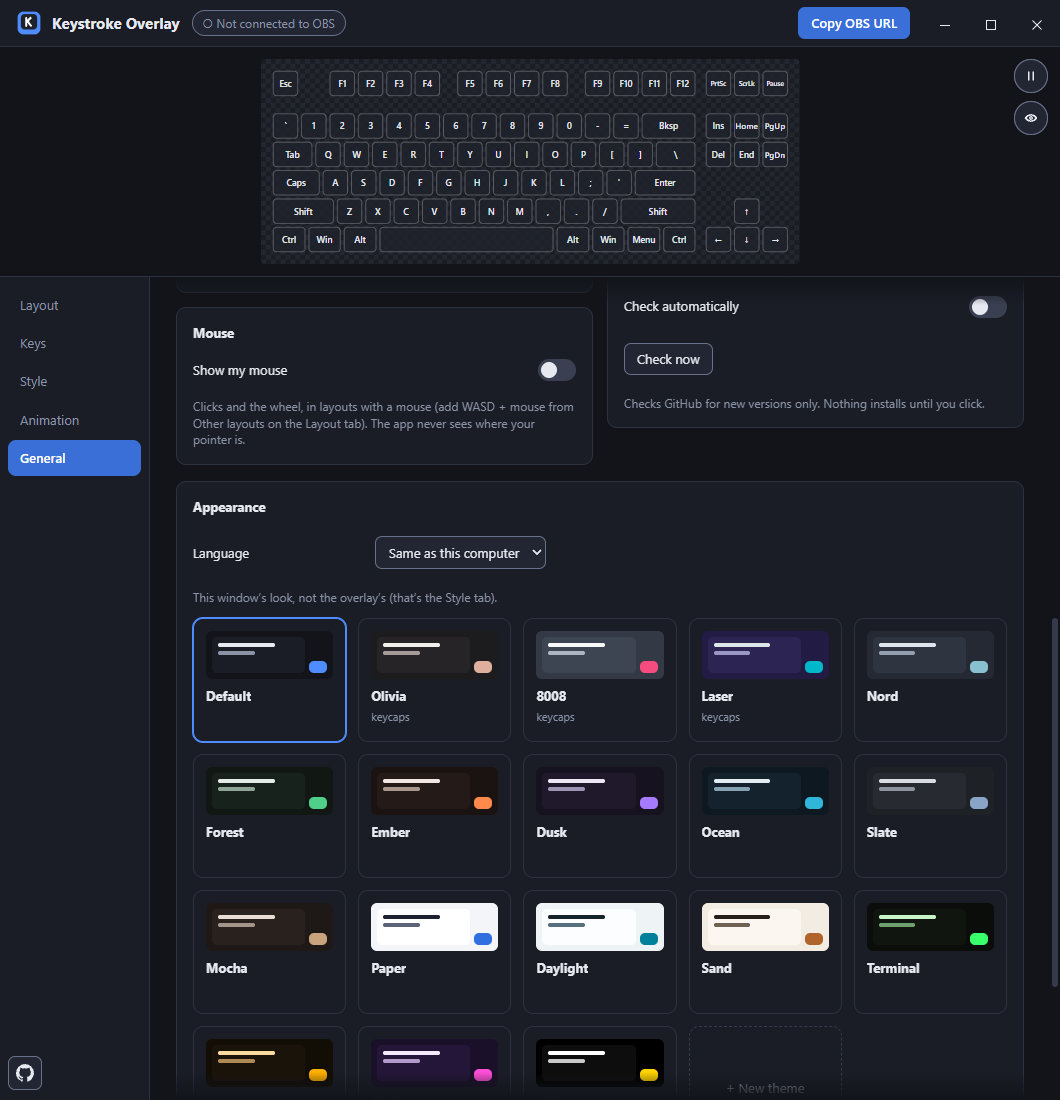 K Keystroke Overlay Not connected to OBS Copy OBS URL
Esc F1 F2 F3 F4 F5 F6 F7 F8 F9 F10 F11 F12 PrtSc ScrLk Pause
` 1 2 3 4 5 6 7 8 9 0 - = Bksp Ins Home PgUp
Tab Q W E R T Y U I O P [ ] \ Del End PgDn
Caps A S D F G H J K L ; ' Enter
Shift Z X C V B N M , . / Shift ↑
Ctrl Win Alt Alt Win Menu Ctrl ← ↓ →
Layout
Keys
Style
Animation
General
Mouse
Show my mouse
Clicks and the wheel, in layouts with a mouse (add WASD + mouse from
Other layouts on the Layout tab). The app never sees where your
pointer is.
Check automatically
Check now
Checks GitHub for new versions only. Nothing installs until you click.
Appearance
Language Same as this computer
This window's look, not the overlay's (that's the Style tab).
Default Olivia 8008 Laser Nord
keycaps keycaps keycaps
Forest Ember Dusk Ocean Slate
Mocha Paper Daylight Sand Terminal
+ New theme